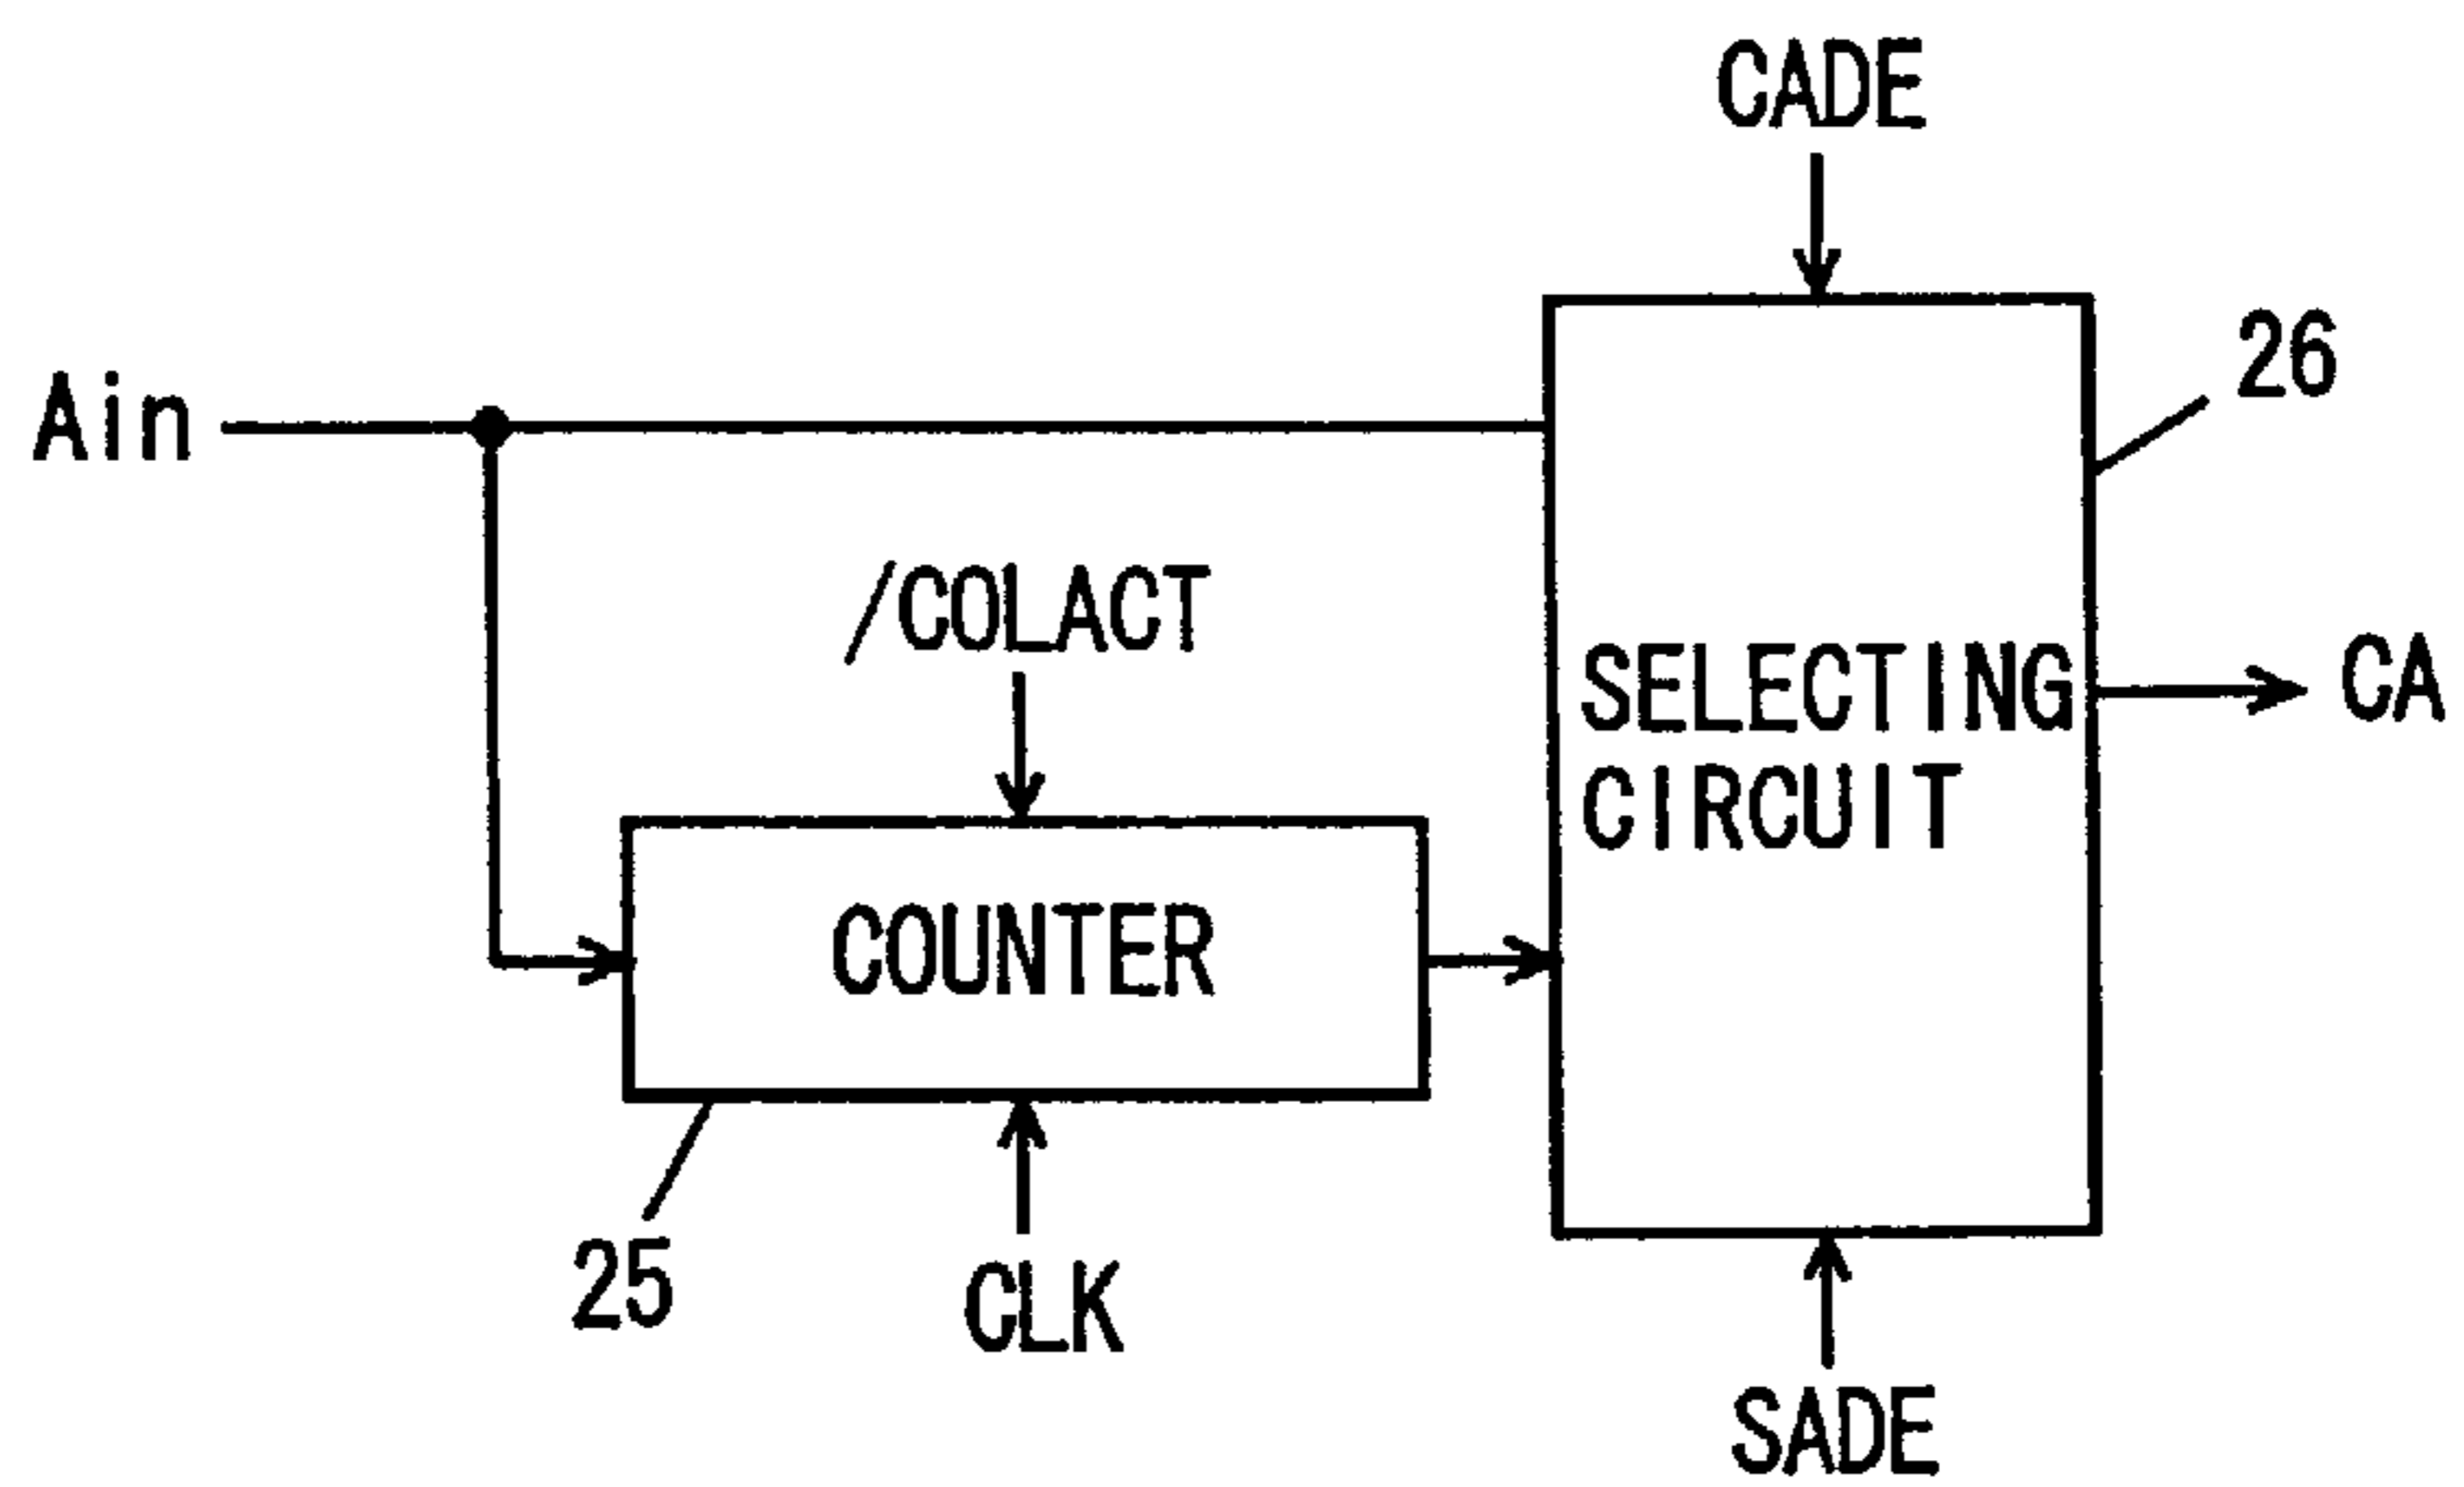 CADE
26
Ain
/COLACT
SELECTING
CIRCUIT
CA
COUNTER
25
CLK
SADE